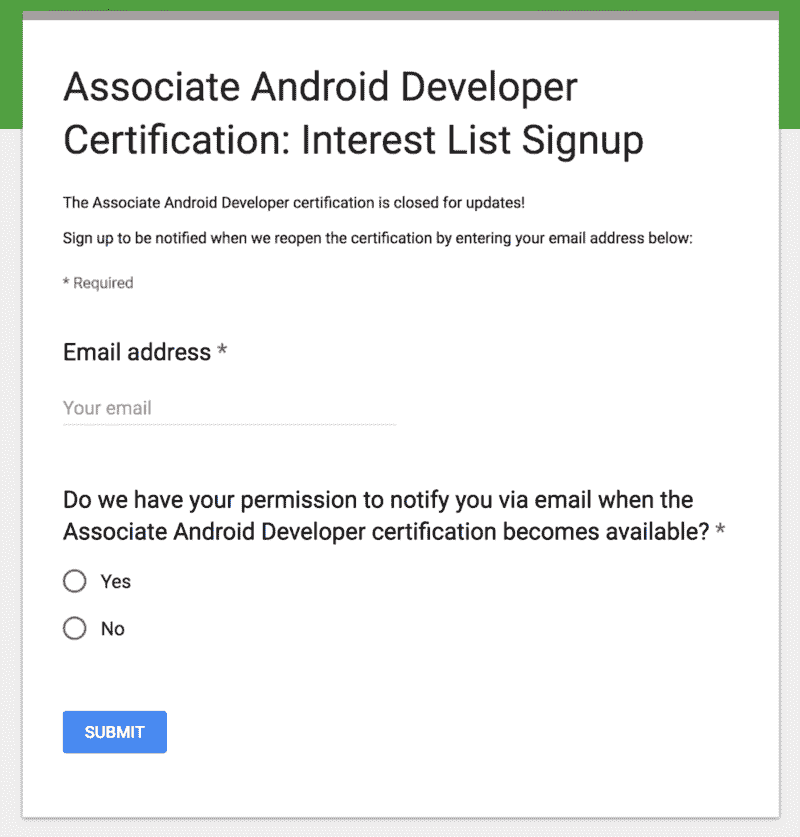 Associate Android Developer
Certification: Interest List Signup
The Associate Android Developer certification is closed for updates!
Sign up to be notified when we reopen the certification by entering your email address below:
* Required
Email address *
Your email
Do we have your permission to notify you via email when the
Associate Android Developer certification becomes available? *
Yes
No
SUBMIT